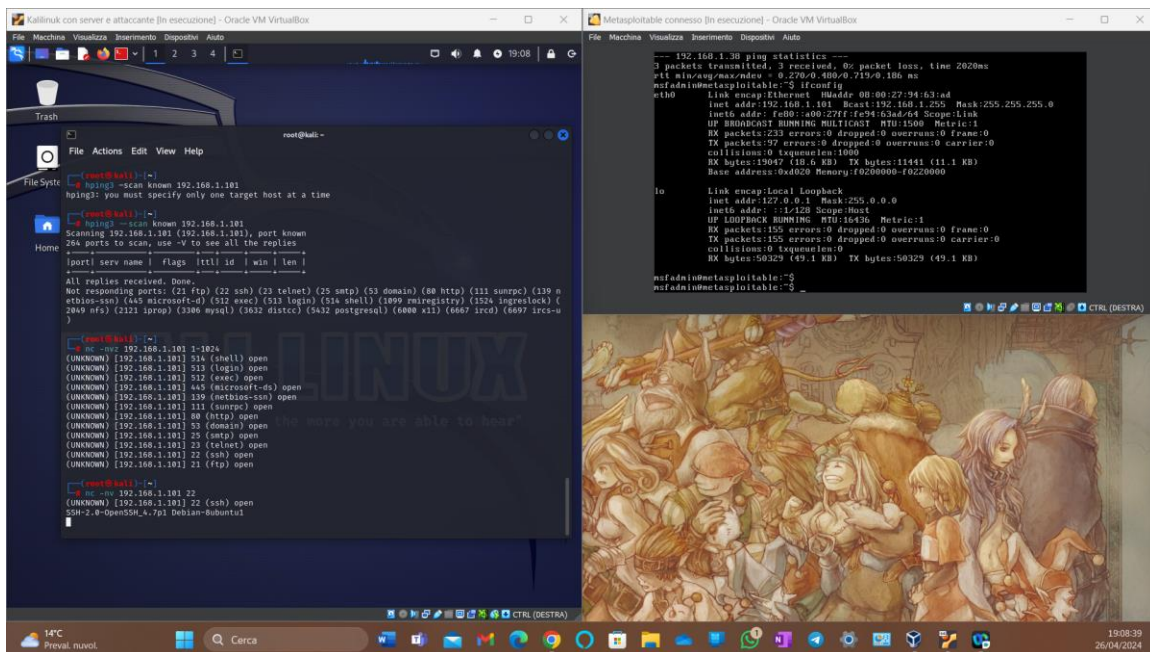 Kalilinuk con server e attaccante [In esecuzione] - Oracle VM VirtualBox
File Macchina Visualizza Inserimento Dispositivi Aiuto
1 2 3 4
19:08
Trash
File Syste
Home
root@kali: ~
File Actions Edit View Help
(root㉿kali)-[~]
# hping3 -scan known 192.168.1.101
hping3: you must specify only one target host at a time
(root㉿kali)-[~]
# hping3 --scan known 192.168.1.101
Scanning 192.168.1.101 (192.168.1.101), port known
264 ports to scan, use -V to see all the replies
+----+-----------+---------+---+-----+-----+-----+
|port| serv name | flags |ttl| id | win | len |
+----+-----------+---------+---+-----+-----+-----+
All replies received. Done.
Not responding ports: (21 ftp) (22 ssh) (23 telnet) (25 smtp) (53 domain) (80 http) (111 sunrpc) (139 n
etbios-ssn) (445 microsoft-d) (512 exec) (513 login) (514 shell) (1099 rmiregistry) (1524 ingreslock) (
2049 nfs) (2121 iprop) (3306 mysql) (3632 distcc) (5432 postgresql) (6000 x11) (6667 ircd) (6697 ircs-u
)
(root㉿kali)-[~]
# nc -nvz 192.168.1.101 1-1024
(UNKNOWN) [192.168.1.101] 514 (shell) open
(UNKNOWN) [192.168.1.101] 513 (login) open
(UNKNOWN) [192.168.1.101] 512 (exec) open
(UNKNOWN) [192.168.1.101] 445 (microsoft-ds) open
(UNKNOWN) [192.168.1.101] 139 (netbios-ssn) open
(UNKNOWN) [192.168.1.101] 111 (sunrpc) open
(UNKNOWN) [192.168.1.101] 80 (http) open
(UNKNOWN) [192.168.1.101] 53 (domain) open
(UNKNOWN) [192.168.1.101] 25 (smtp) open
(UNKNOWN) [192.168.1.101] 23 (telnet) open
(UNKNOWN) [192.168.1.101] 22 (ssh) open
(UNKNOWN) [192.168.1.101] 21 (ftp) open
the more you are able to hear"
(root㉿kali)-[~]
# nc -nv 192.168.1.101 22
(UNKNOWN) [192.168.1.101] 22 (ssh) open
SSH-2.0-OpenSSH_4.7p1 Debian-8ubuntu1
CTRL (DESTRA)
Metasploitable connesso [In esecuzione] - Oracle VM VirtualBox
File Macchina Visualizza Inserimento Dispositivi Aiuto
--- 192.168.1.38 ping statistics ---
3 packets transmitted, 3 received, 0% packet loss, time 2020ms
rtt min/avg/max/mdev = 0.270/0.480/0.719/0.186 ms
msfadmin@metasploitable:~$ ifconfig
eth0 Link encap:Ethernet HWaddr 08:00:27:94:63:ad
inet addr:192.168.1.101 Bcast:192.168.1.255 Mask:255.255.255.0
inet6 addr: fe80::a00:27ff:fe94:63ad/64 Scope:Link
UP BROADCAST RUNNING MULTICAST MTU:1500 Metric:1
RX packets:233 errors:0 dropped:0 overruns:0 frame:0
TX packets:97 errors:0 dropped:0 overruns:0 carrier:0
collisions:0 txqueuelen:1000
RX bytes:19047 (18.6 KB) TX bytes:11441 (11.1 KB)
Base address:0xd020 Memory:f0200000-f0220000
lo Link encap:Local Loopback
inet addr:127.0.0.1 Mask:255.0.0.0
inet6 addr: ::1/128 Scope:Host
UP LOOPBACK RUNNING MTU:16436 Metric:1
RX packets:155 errors:0 dropped:0 overruns:0 frame:0
TX packets:155 errors:0 dropped:0 overruns:0 carrier:0
collisions:0 txqueuelen:0
RX bytes:50329 (49.1 KB) TX bytes:50329 (49.1 KB)
msfadmin@metasploitable:~$
msfadmin@metasploitable:~$ _
CTRL (DESTRA)
14°C
Preval. nuvol.
Cerca
19:08:39
26/04/2024